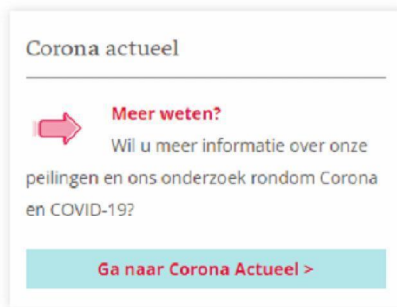 Corona actueel
Meer weten?
Wil u meer informatie over onze
peilingen en ons onderzoek rondom Corona
en COVID-19?
Ga naar Corona Actueel >